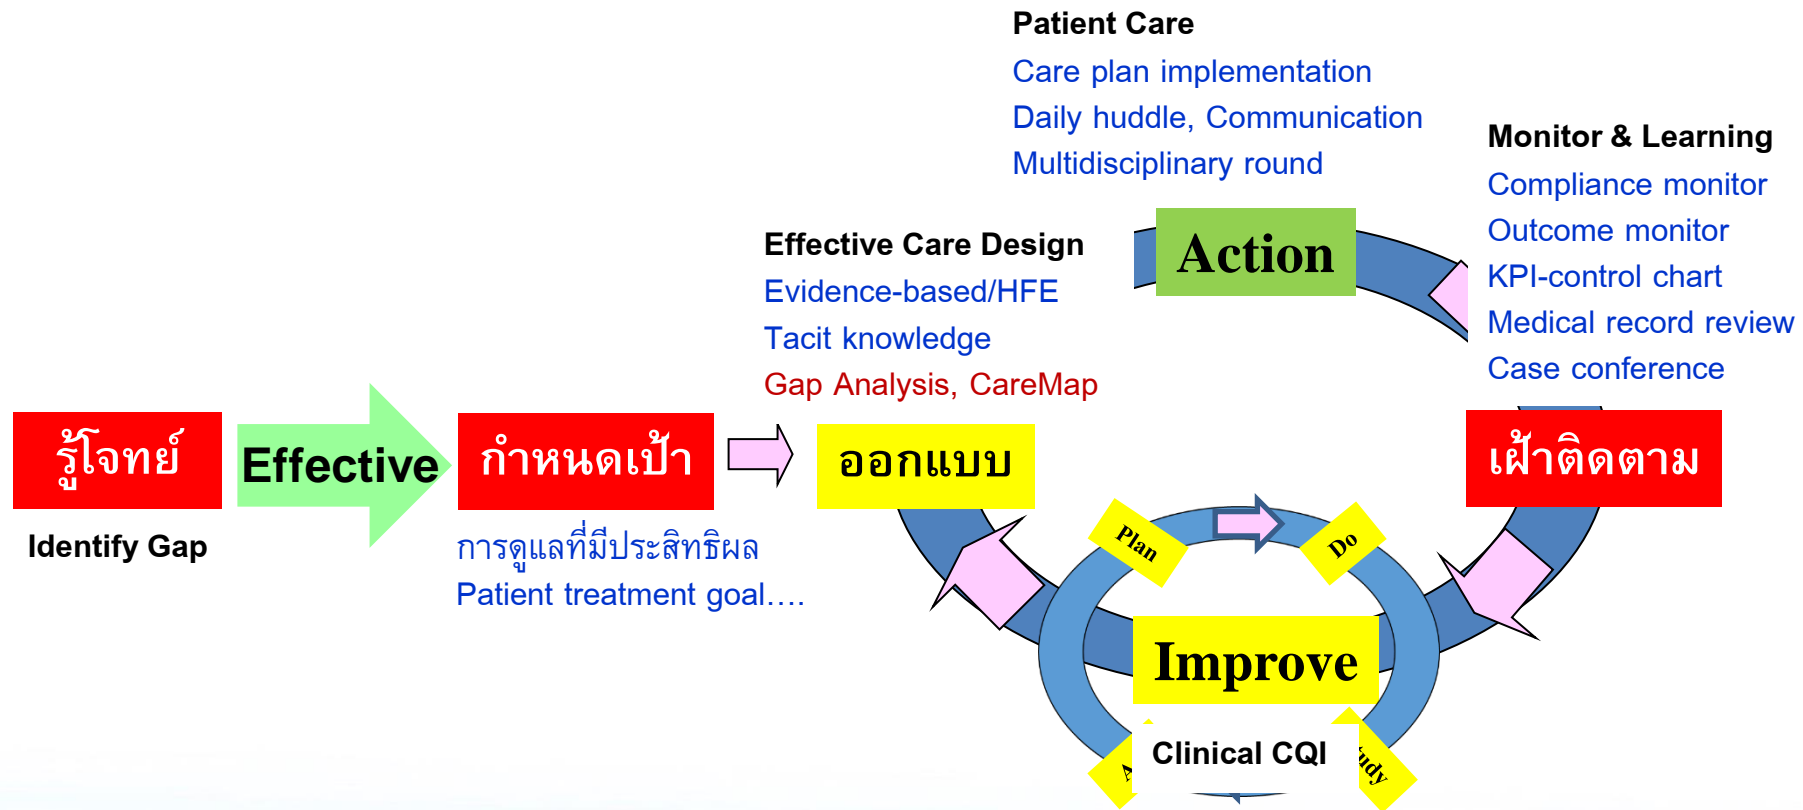 Patient Care
Care plan implementation
Daily huddle, Communication
Multidisciplinary round
Monitor & Learning
Compliance monitor
Outcome monitor
KPI-control chart
Medical record review
Case conference
Effective Care Design
Evidence-based/HFE
Tacit knowledge
Gap Analysis, CareMap
Action
รู้โจทย์
Effective
กำหนดเป้า
ออกแบบ
เฝ้าติดตาม
Identify Gap
การดูแลที่มีประสิทธิผล
Patient treatment goal....
Plan
Do
Improve
Clinical CQI